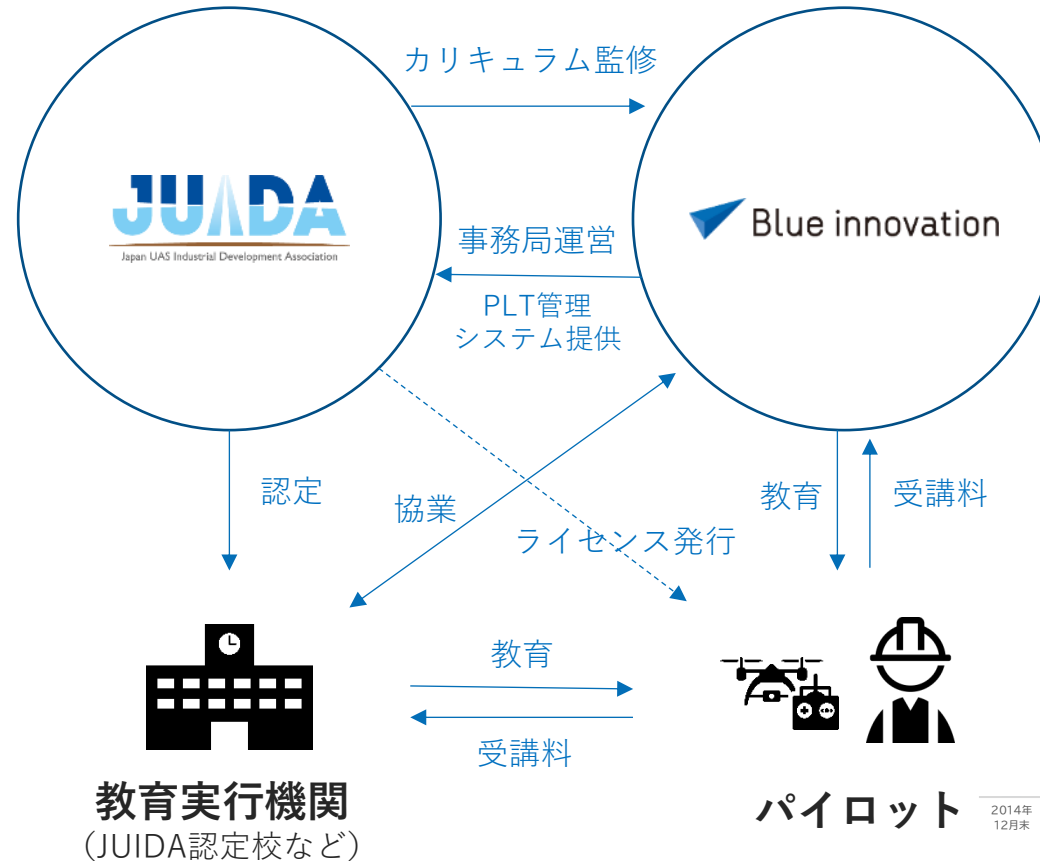 カリキュラム監修
JUIDA
Japan UAS Industrial Development Association
Blue innovation
事務局運営
PLT管理
システム提供
認定
協業
ライセンス発行
教育
受講料
教育
受講料
教育実行機関
（JUIDA認定校など）
パイロット
2014年
12月末